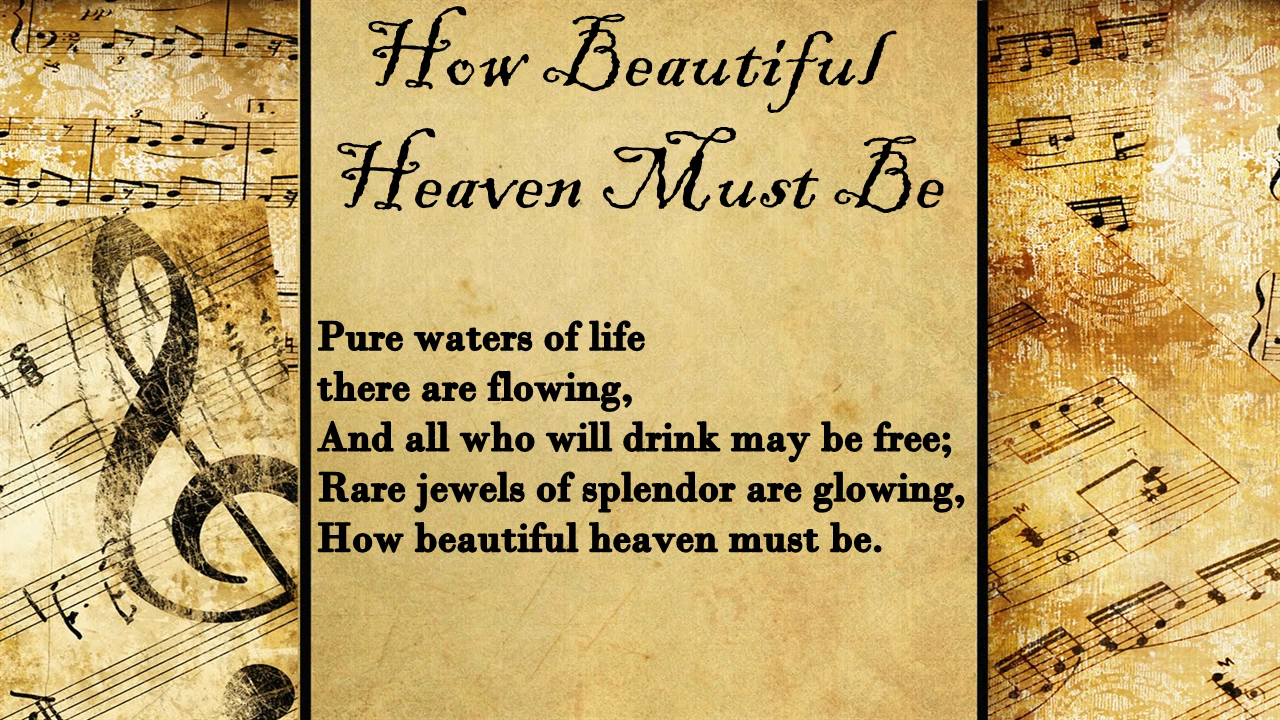 How Beautiful
Heaven Must Be
Pure waters of life
there are flowing,
And all who will drink may be free;
Rare jewels of splendor are glowing,
How beautiful heaven must be.